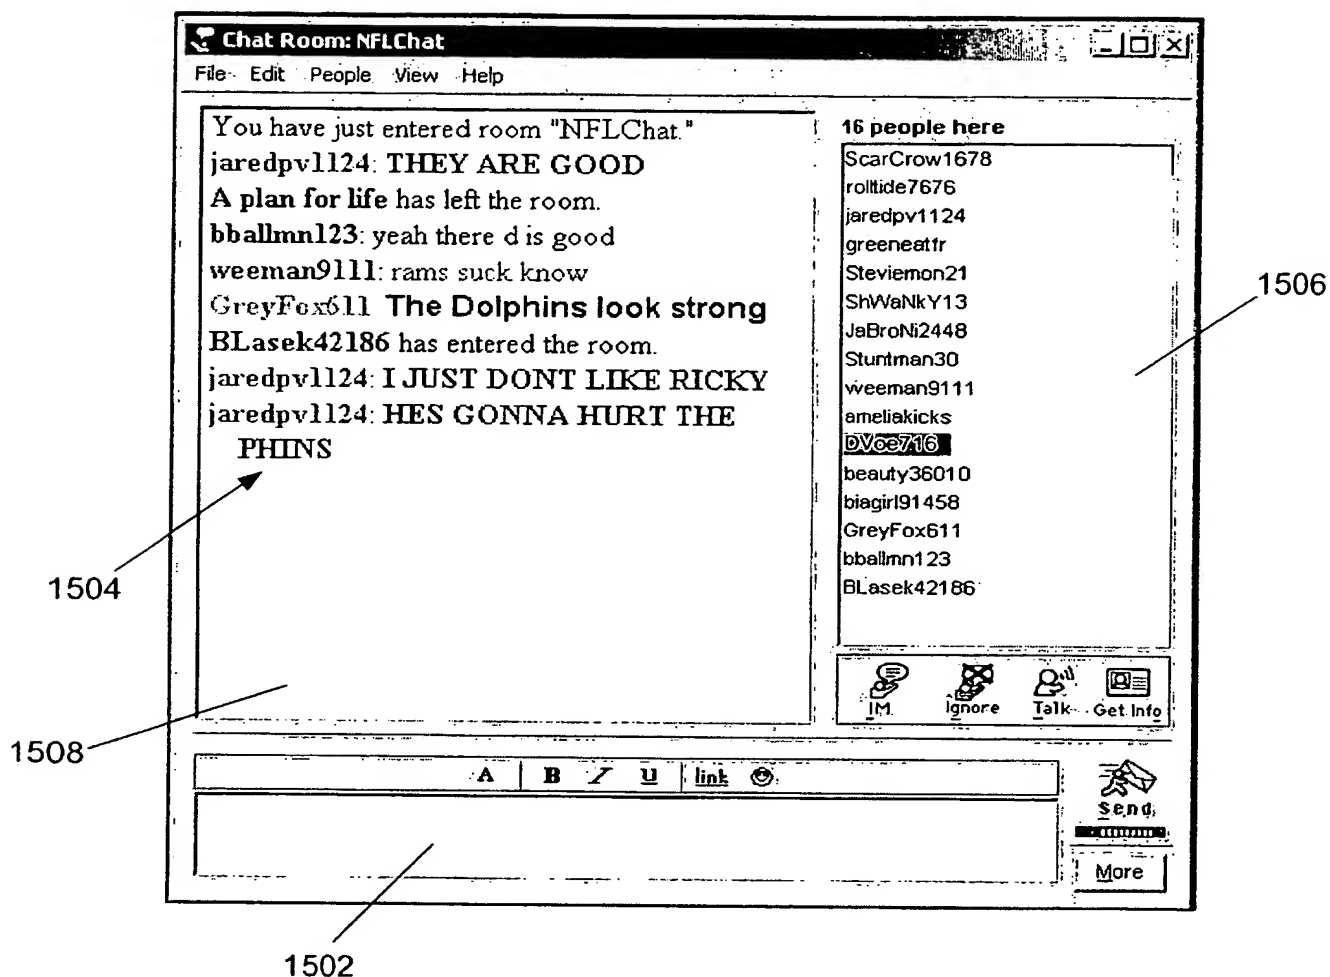 Chat Room: NFLChat
File Edit People View Help
You have just entered room "NFLChat."
jaredpv1124: THEY ARE GOOD
A plan for life has left the room.
bballmn123: yeah there d is good
weeman9111: rams suck know
GreyFox611 The Dolphins look strong
BLasek42186 has entered the room.
jaredpv1124: I JUST DONT LIKE RICKY
jaredpv1124: HES GONNA HURT THE
PHINS
16 people here
ScarCrow1678
rolltide7676
jaredpv1124
greeneatfr
Steviemon21
ShWaNkY13
JaBroNi2448
Stuntman30
weeman9111
ameliakicks
DVoe716
beauty36010
biagirl91458
GreyFox611
bballmn123
BLasek42186
IM Ignore Talk Get Info
A B I U link
Send
More
1506
1504
1508
1502